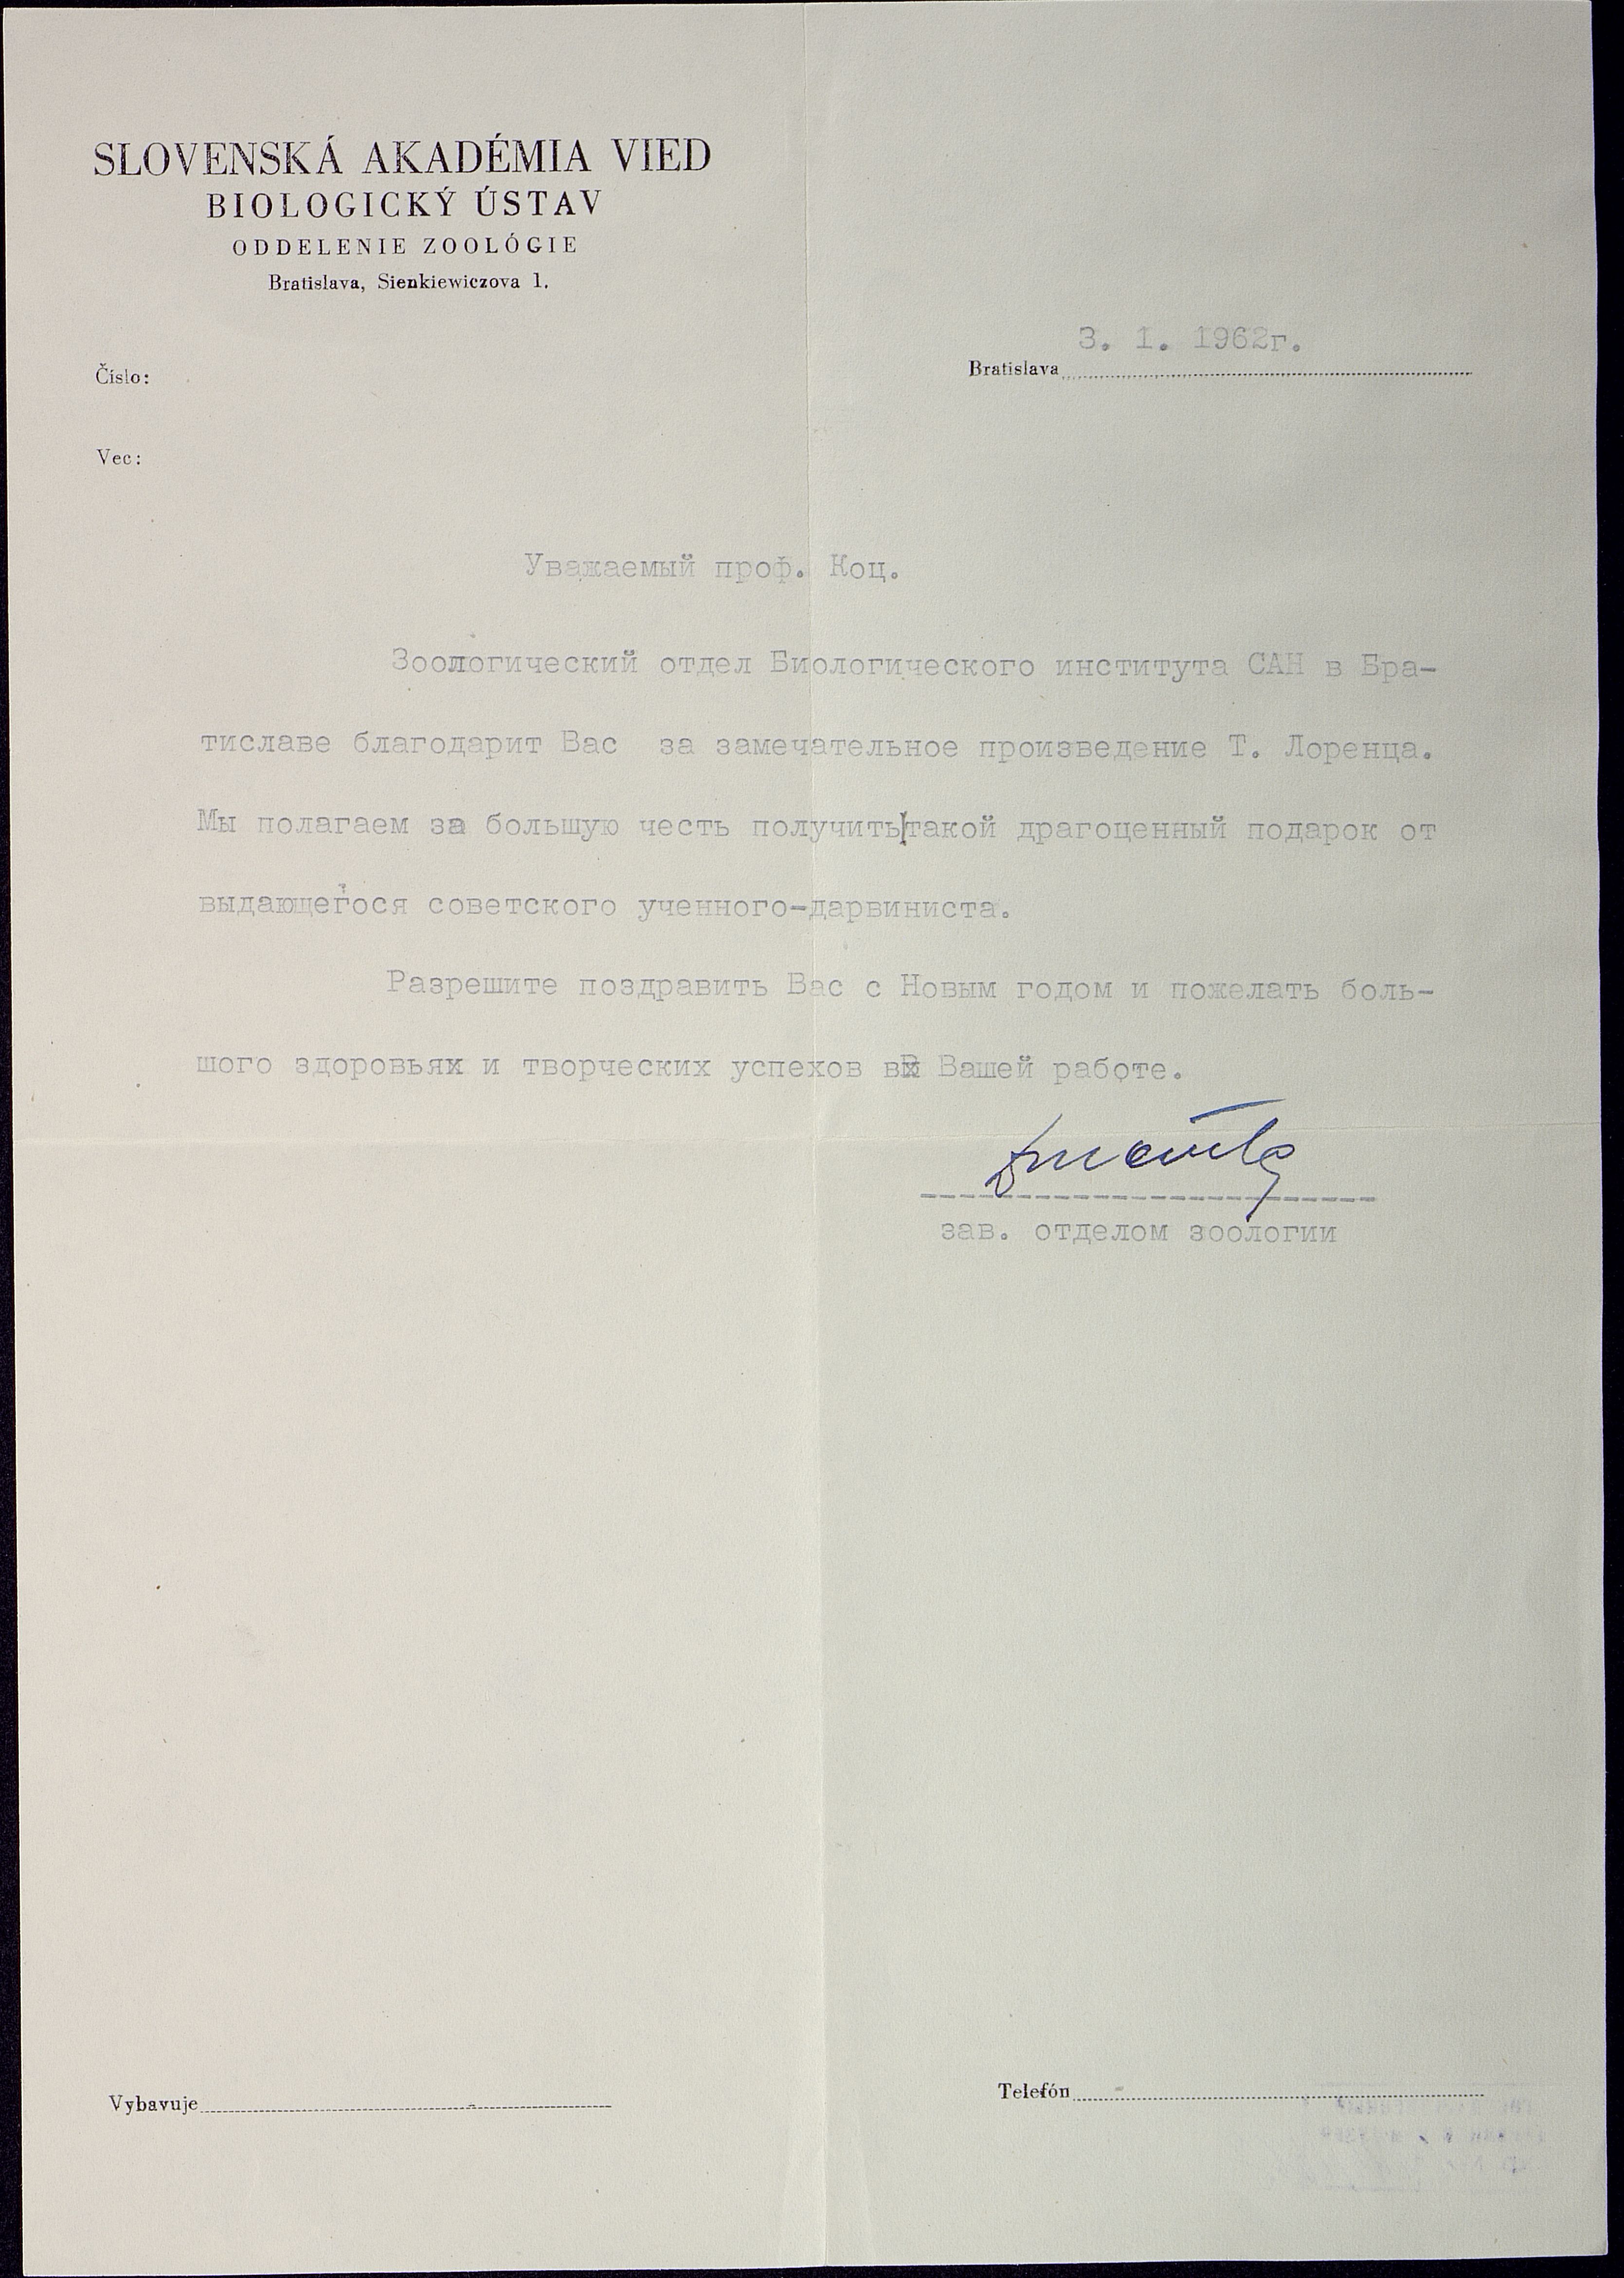 SLOVENSKÁ AKADÉMIA VIED
BIOLOGICKÝ ÚSTAV
ODDELENIE ZOOLÓGIE
Bratislava, Sienkiewiczova 1.
3. 1. 1962г.
Bratislava
Číslo:
Vec:
Уважаемый проф. Коц.
Зоологический отдел Биологического института САН в Бра-
тиславе благодарит Вас за замечательное произведение Т. Лоренца.
Мы полагаем за большую честь получить такой драгоценный подарок от
выдающегося советского ученного-дарвиниста.
Разрешите поздравить Вас с Новым годом и пожелать боль-
шого здоровья и творческих успехов в Вашей работе.
зав. отделом зоологии
Vybavuje
Telefón